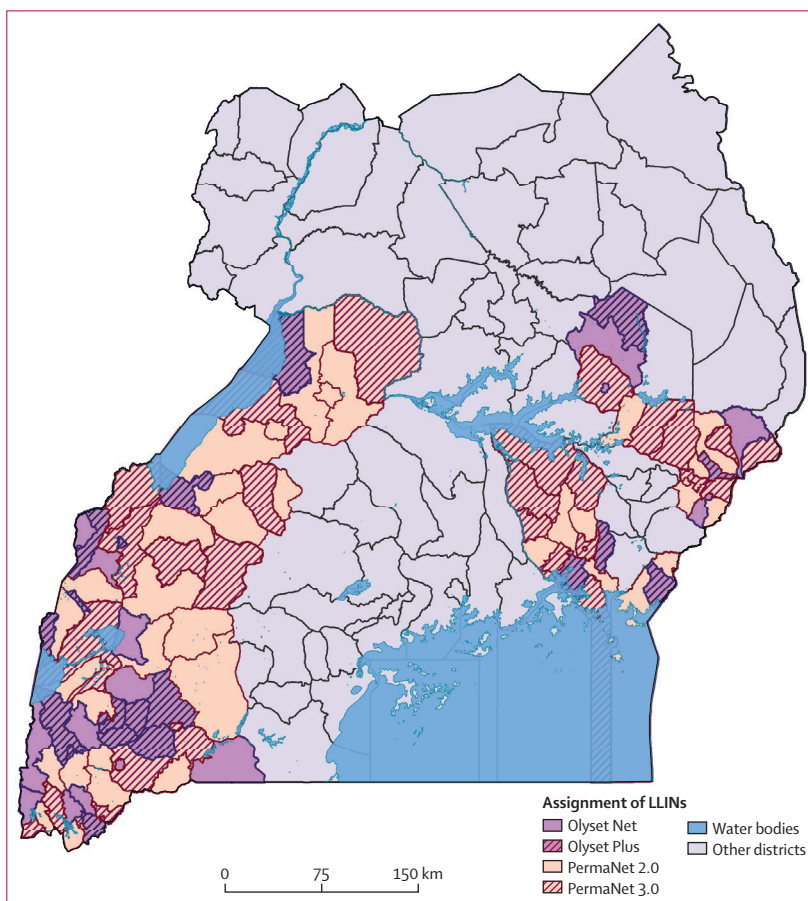 Assignment of LLINs
Olyset Net
Olyset Plus
PermaNet 2.0
PermaNet 3.0
Water bodies
Other districts
0 75 150 km